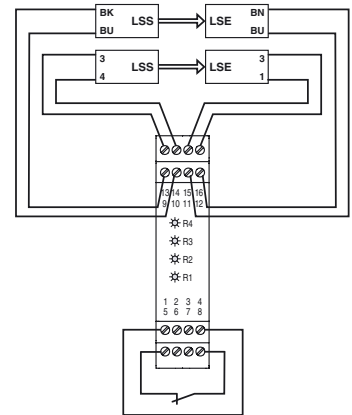 BK LSS LSE BN
BU BU
3 LSS LSE 3
4 1
13 14 15 16
9 10 11 12
R4
R3
R2
R1
1 2 3 4
5 6 7 8